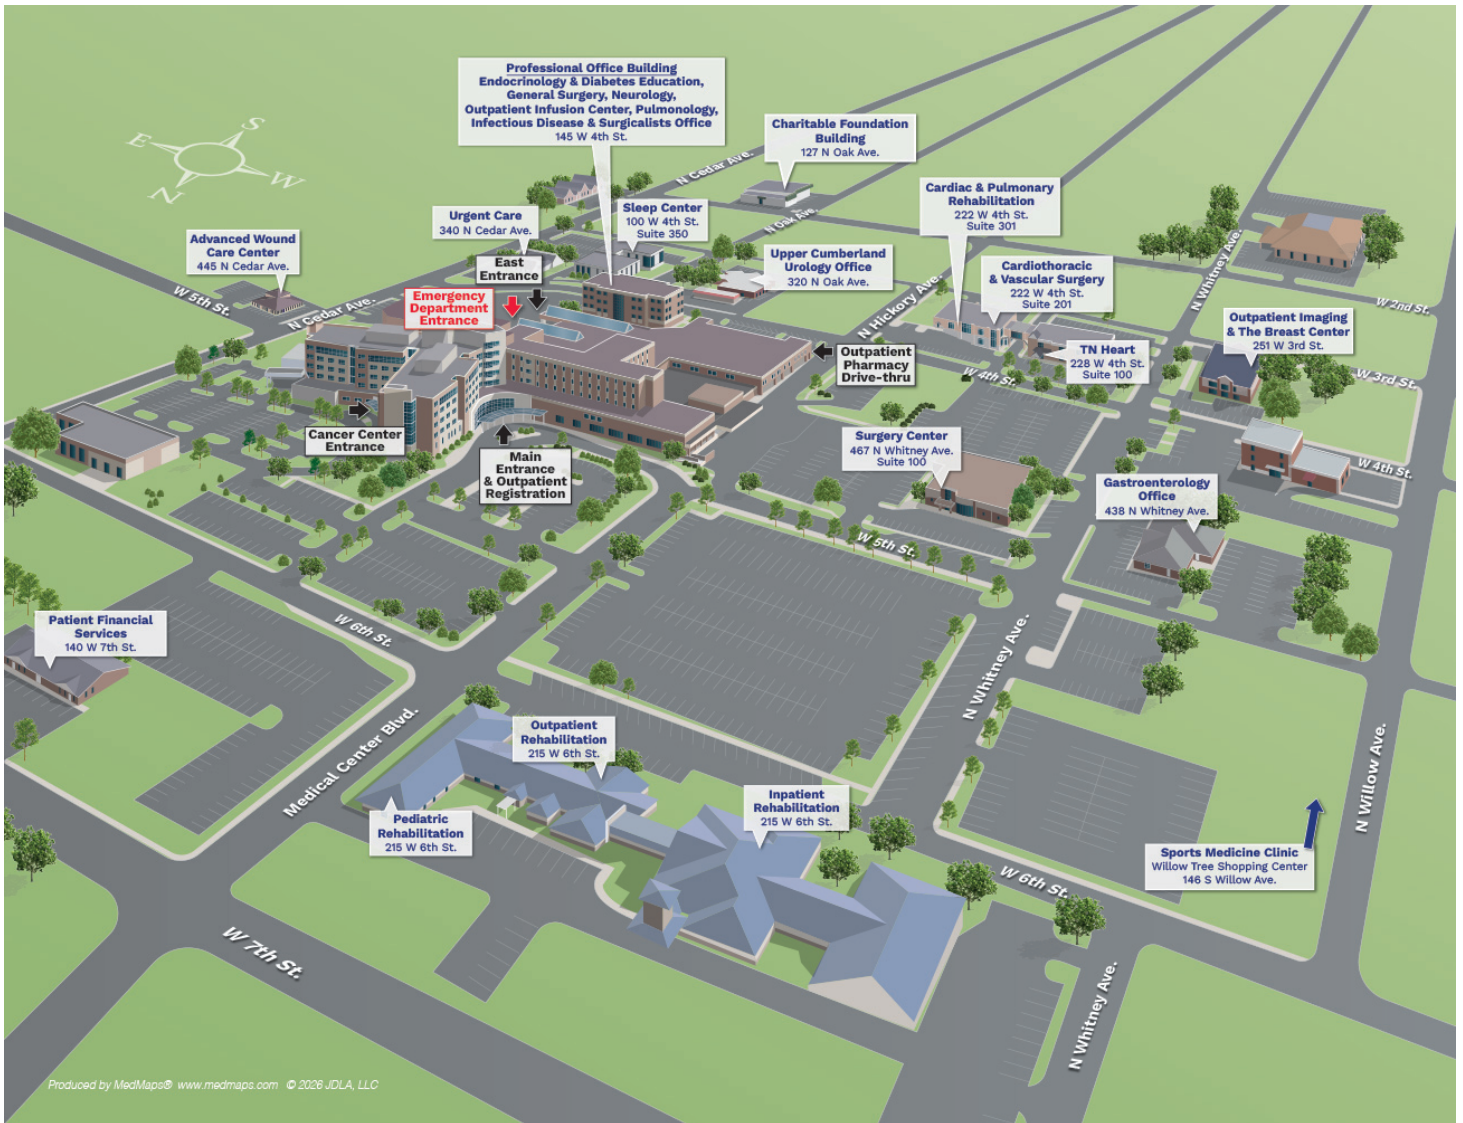 Professional Office Building
Endocrinology & Diabetes Education,
General Surgery, Neurology,
Outpatient Infusion Center, Pulmonology,
Infectious Disease & Surgicalists Office
145 W 4th St.
Charitable Foundation
Building
127 N Oak Ave.
S
E
N
W
N Cedar Ave.
Cardiac & Pulmonary
Rehabilitation
222 W 4th St.
Suite 301
Urgent Care
340 N Cedar Ave.
Sleep Center
100 W 4th St.
Suite 350
N Oak Ave.
Advanced Wound
Care Center
445 N Cedar Ave.
East
Entrance
Upper Cumberland
Urology Office
320 N Oak Ave.
Cardiothoracic
& Vascular Surgery
222 W 4th St.
Suite 201
N Whitney Ave.
W 2nd St.
W 5th St.
N Cedar Ave.
Emergency
Department
Entrance
N Hickory Ave.
Outpatient Imaging
& The Breast Center
251 W 3rd St.
Outpatient
Pharmacy
Drive-thru
TN Heart
228 W 4th St.
Suite 100
W 4th St.
W 3rd St.
Cancer Center
Entrance
Main
Entrance
& Outpatient
Registration
Surgery Center
467 N Whitney Ave.
Suite 100
W 4th St.
Gastroenterology
Office
438 N Whitney Ave.
W 5th St.
Patient Financial
Services
140 W 7th St.
W 6th St.
N Whitney Ave.
Medical Center Blvd.
Outpatient
Rehabilitation
215 W 6th St.
Inpatient
Rehabilitation
215 W 6th St.
Pediatric
Rehabilitation
215 W 6th St.
N Willow Ave.
Sports Medicine Clinic
Willow Tree Shopping Center
146 S Willow Ave.
W 6th St.
W 7th St.
N Whitney Ave.
Produced by MedMaps® www.medmaps.com © 2026 JDLA, LLC